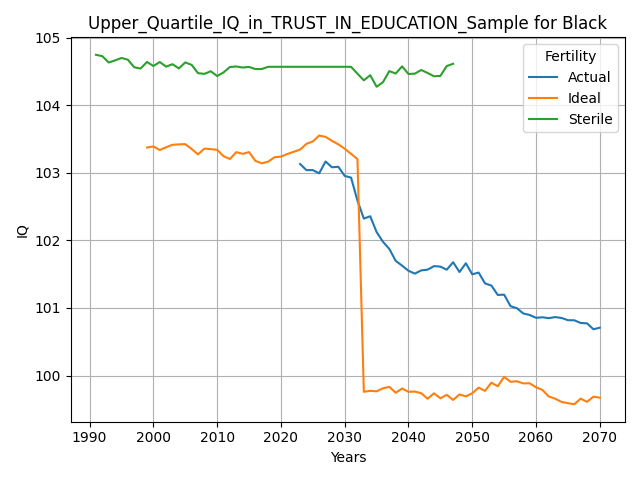 Upper_Quartile_IQ_in_TRUST_IN_EDUCATION_Sample for Black
105
104
103
102
101
100
IQ
Fertility
Actual
Ideal
Sterile
1990 2000 2010 2020 2030 2040 2050 2060 2070
Years